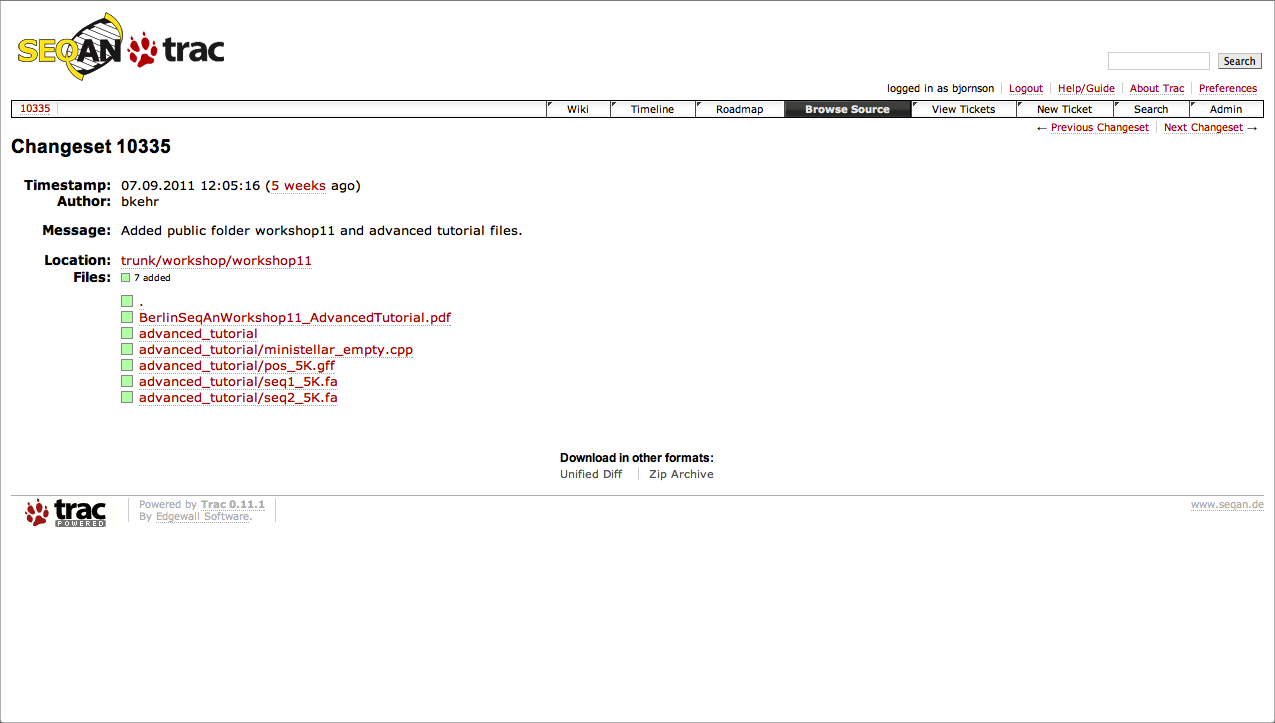 SEQAN trac
Search
logged in as bjornson Logout Help/Guide About Trac Preferences
10335 Wiki Timeline Roadmap Browse Source View Tickets New Ticket Search Admin
← Previous Changeset Next Changeset →
Changeset 10335
Timestamp: 07.09.2011 12:05:16 (5 weeks ago)
Author: bkehr
Message: Added public folder workshop11 and advanced tutorial files.
Location: trunk/workshop/workshop11
Files: 7 added
.
BerlinSeqAnWorkshop11_AdvancedTutorial.pdf
advanced_tutorial
advanced_tutorial/ministellar_empty.cpp
advanced_tutorial/pos_5K.gff
advanced_tutorial/seq1_5K.fa
advanced_tutorial/seq2_5K.fa
Download in other formats:
Unified Diff Zip Archive
trac POWERED
Powered by Trac 0.11.1
By Edgewall Software.
www.seqan.de